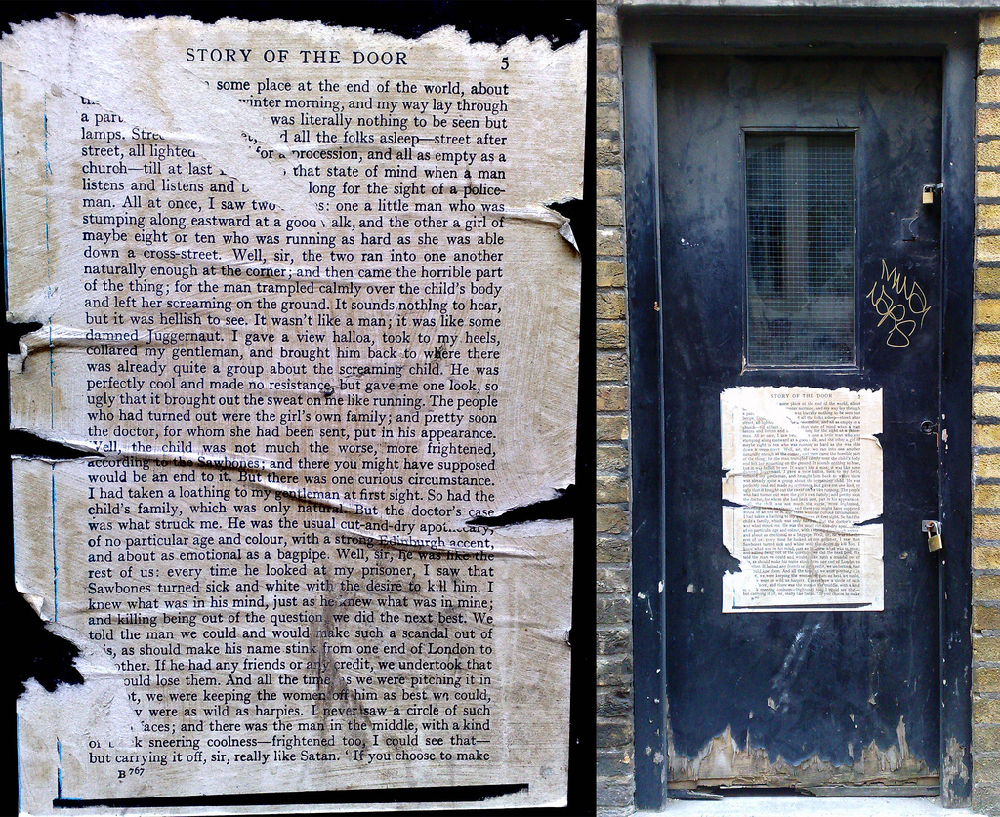 STORY OF THE DOOR 5
some place at the end of the world, about
winter morning, and my way lay through
a part was literally nothing to be seen but
lamps. Stree d all the folks asleep—street after
street, all lighted for a procession, and all as empty as a
church—till at last I that state of mind when a man
listens and listens and b long for the sight of a police-
man. All at once, I saw two s: one a little man who was
stumping along eastward at a good alk, and the other a girl of
maybe eight or ten who was running as hard as she was able
down a cross-street. Well, sir, the two ran into one another
naturally enough at the corner; and then came the horrible part
of the thing; for the man trampled calmly over the child's body
and left her screaming on the ground. It sounds nothing to hear,
but it was hellish to see. It wasn't like a man; it was like some
damned Juggernaut. I gave a view halloa, took to my heels,
collared my gentleman, and brought him back to where there
was already quite a group about the screaming child. He was
perfectly cool and made no resistance, but gave me one look, so
ugly that it brought out the sweat on me like running. The people
who had turned out were the girl's own family; and pretty soon
the doctor, for whom she had been sent, put in his appearance.
Well, the child was not much the worse, more frightened,
according to the Sawbones; and there you might have supposed
would be an end to it. But there was one curious circumstance.
I had taken a loathing to my gentleman at first sight. So had the
child's family, which was only natural. But the doctor's case
was what struck me. He was the usual cut-and-dry apothecary,
of no particular age and colour, with a strong Edinburgh accent,
and about as emotional as a bagpipe. Well, sir, he was like the
rest of us: every time he looked at my prisoner, I saw that
Sawbones turned sick and white with the desire to kill him. I
knew what was in his mind, just as he knew what was in mine;
and killing being out of the question, we did the next best. We
told the man we could and would make such a scandal out of
is, as should make his name stink from one end of London to
other. If he had any friends or any credit, we undertook that
ould lose them. And all the time, as we were pitching it in
t, we were keeping the women off him as best we could,
y were as wild as harpies. I never saw a circle of such
faces; and there was the man in the middle, with a kind
of k sneering coolness—frightened too, I could see that—
but carrying it off, sir, really like Satan. ‘If you choose to make
B 767
STORY OF THE DOOR 5